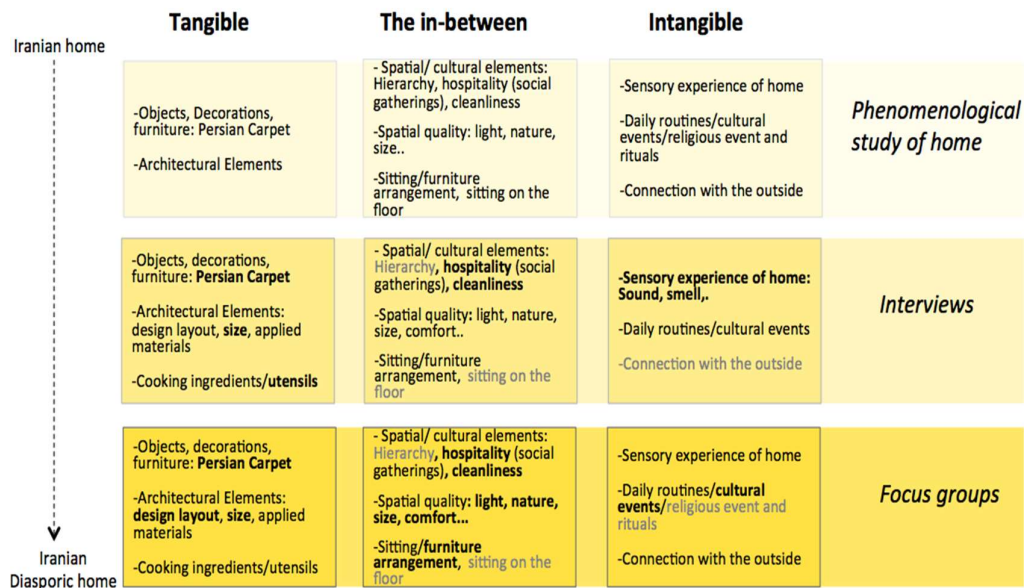 Tangible
The in-between
Intangible
Iranian home
-Objects, Decorations,
furniture: Persian Carpet
-Architectural Elements
- Spatial/ cultural elements:
Hierarchy, hospitality (social
gatherings), cleanliness
-Spatial quality: light, nature,
size..
-Sitting/furniture
arrangement, sitting on the
floor
-Sensory experience of home
-Daily routines/cultural
events/religious event and
rituals
-Connection with the outside
Phenomenological
study of home
-Objects, decorations,
furniture: Persian Carpet
-Architectural Elements:
design layout, size, applied
materials
-Cooking ingredients/utensils
- Spatial/ cultural elements:
Hierarchy, hospitality (social
gatherings), cleanliness
-Spatial quality: light, nature,
size, comfort..
-Sitting/furniture
arrangement, sitting on the
floor
-Sensory experience of home:
Sound, smell,.
-Daily routines/cultural events
-Connection with the outside
Interviews
-Objects, decorations,
furniture: Persian Carpet
-Architectural Elements:
design layout, size, applied
materials
-Cooking ingredients/utensils
- Spatial/ cultural elements:
Hierarchy, hospitality (social
gatherings), cleanliness
-Spatial quality: light, nature,
size, comfort...
-Sitting/furniture
arrangement, sitting on the
floor
-Sensory experience of home
-Daily routines/cultural
events/religious event and
rituals
-Connection with the outside
Focus groups
Iranian
Diasporic home